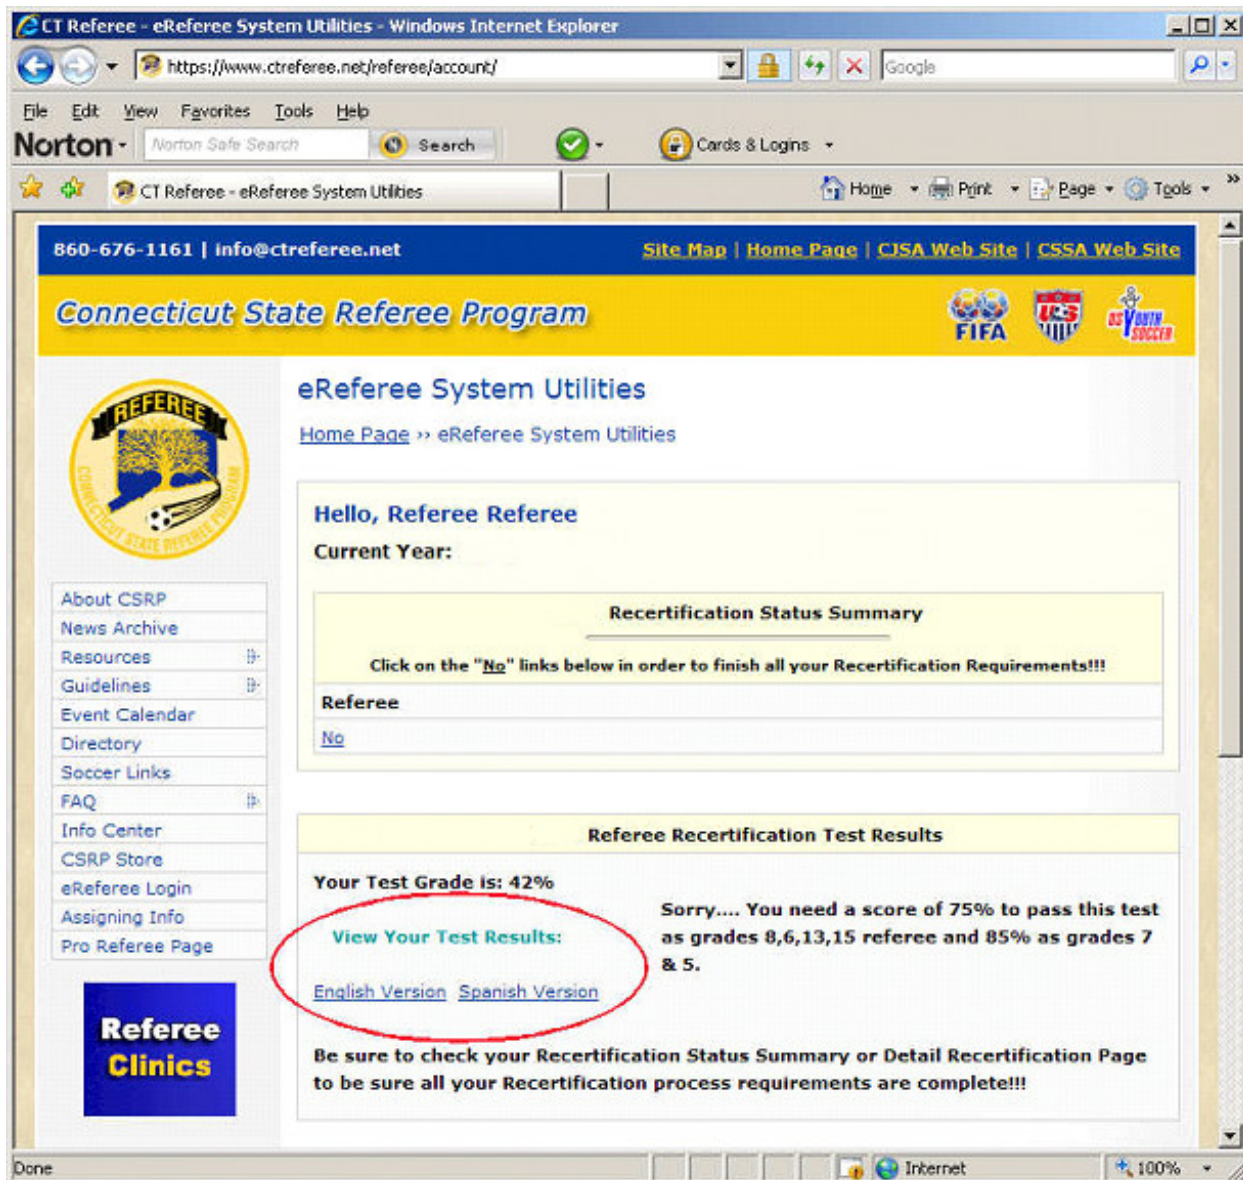 CT Referee - eReferee System Utilities - Windows Internet Explorer
https://www.ctreferee.net/referee/account/
Google
File Edit View Favorites Tools Help
Norton Norton Safe Search Search Cards & Logins
CT Referee - eReferee System Utilities Home Print Page Tools »
860-676-1161 | info@ctreferee.net Site Map | Home Page | CJSA Web Site | CSSA Web Site
Connecticut State Referee Program
FIFA
US
US YOUTH SOCCER
REFEREE
CONNECTICUT STATE REFEREE PROGRAM
About CSRP
News Archive
Resources
Guidelines
Event Calendar
Directory
Soccer Links
FAQ
Info Center
CSRP Store
eReferee Login
Assigning Info
Pro Referee Page
Referee
Clinics
eReferee System Utilities
Home Page ›› eReferee System Utilities
Hello, Referee Referee
Current Year:
Recertification Status Summary
Click on the "No" links below in order to finish all your Recertification Requirements!!!
Referee
No
Referee Recertification Test Results
Your Test Grade is: 42%
View Your Test Results:
English Version Spanish Version
Sorry.... You need a score of 75% to pass this test
as grades 8,6,13,15 referee and 85% as grades 7
& 5.
Be sure to check your Recertification Status Summary or Detail Recertification Page
to be sure all your Recertification process requirements are complete!!!
Done Internet 100%